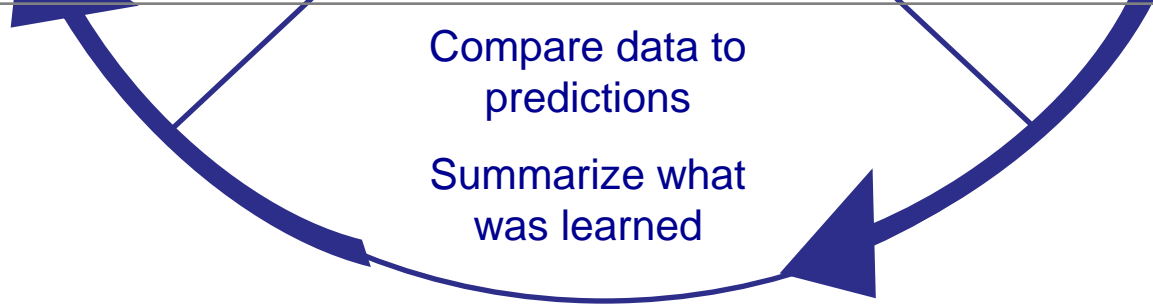 Compare data to
predictions
Summarize what
was learned